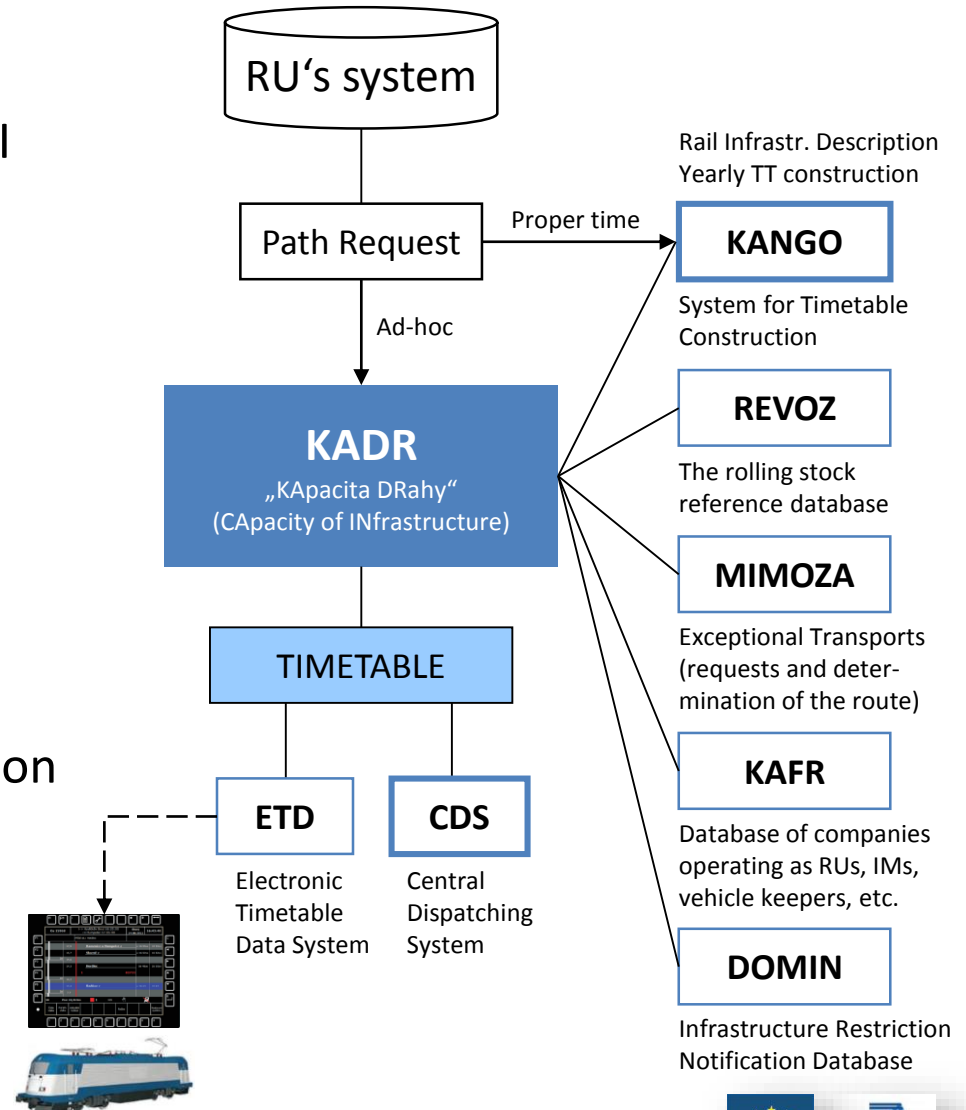 RU‘s system
l
Rail Infrastr. Description
Yearly TT construction
Path Request
Proper time
KANGO
System for Timetable
Construction
Ad-hoc
KADR
„KApacita DRahy“
(CApacity of INfrastructure)
REVOZ
The rolling stock
reference database
MIMOZA
Exceptional Transports
(requests and deter-
mination of the route)
TIMETABLE
on
KAFR
Database of companies
operating as RUs, IMs,
vehicle keepers, etc.
ETD
CDS
Electronic
Timetable
Data System
Central
Dispatching
System
DOMIN
Infrastructure Restriction
Notification Database